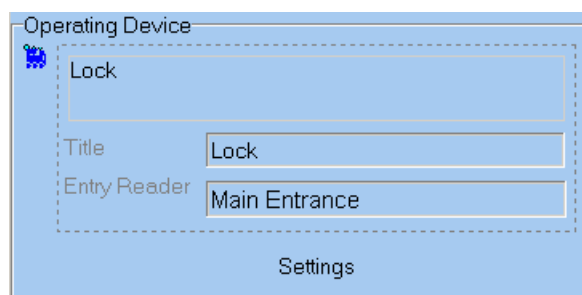 Operating Device
Lock
Title
Lock
Entry Reader
Main Entrance
Settings